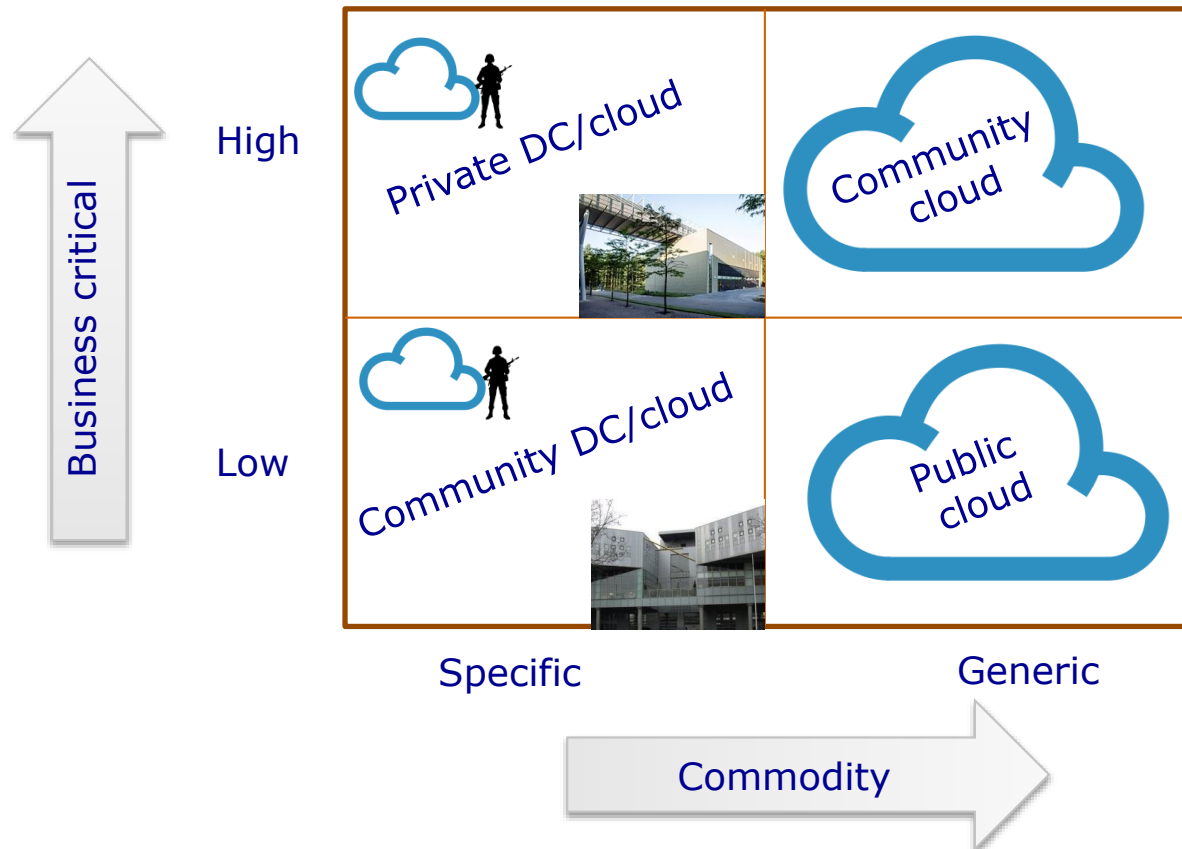 Business critical
High
Private DC/cloud
Community
cloud
Low
Community DC/cloud
Public
cloud
Specific
Generic
Commodity